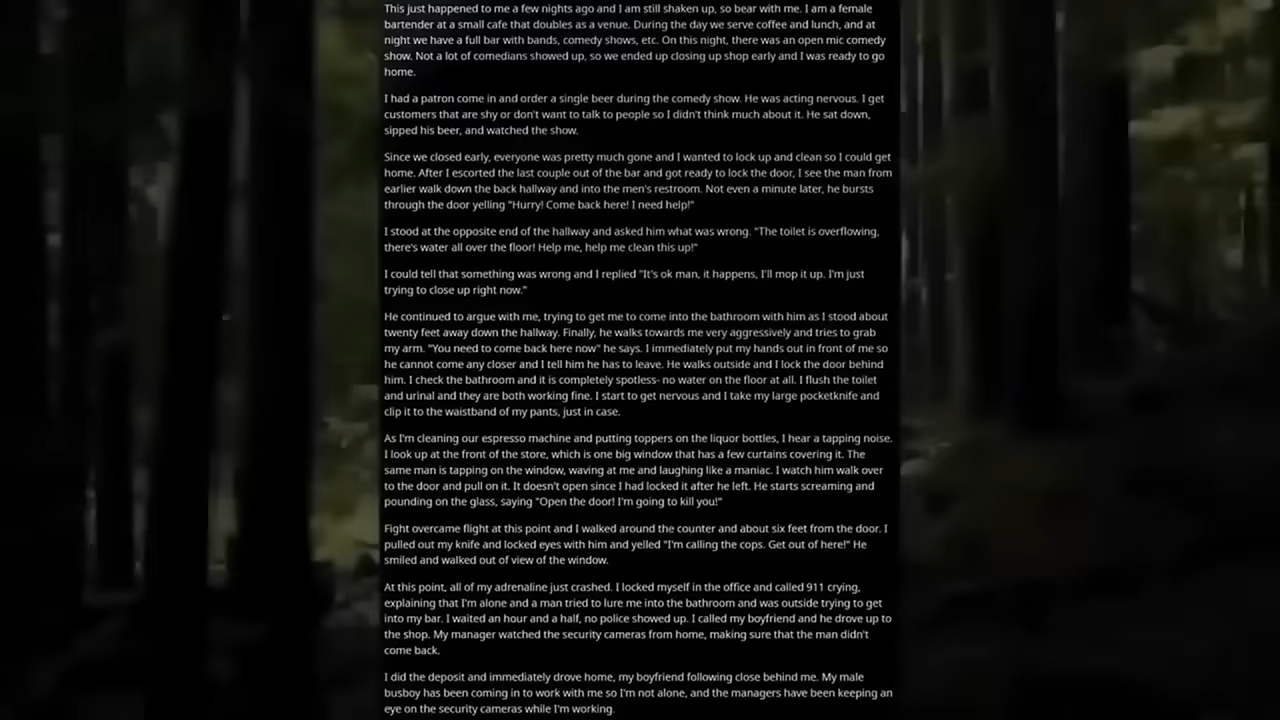 This just happened to me a few nights ago and I am still shaken up, so bear with me. I am a female
bartender at a small cafe that doubles as a venue. During the day we serve coffee and lunch, and at
night we have a full bar with bands, comedy shows, etc. On this night, there was an open mic comedy
show. Not a lot of comedians showed up, so we ended up closing up shop early and I was ready to go
home.
I had a patron come in and order a single beer during the comedy show. He was acting nervous. I get
customers that are shy or don't want to talk to people so I didn't think much about it. He sat down,
sipped his beer, and watched the show.
Since we closed early, everyone was pretty much gone and I wanted to lock up and clean so I could get
home. After I escorted the last couple out of the bar and got ready to lock the door, I see the man from
earlier walk down the back hallway and into the men's restroom. Not even a minute later, he bursts
through the door yelling "Hurry! Come back here! I need help!"
I stood at the opposite end of the hallway and asked him what was wrong. "The toilet is overflowing,
there's water all over the floor! Help me, help me clean this up!"
I could tell that something was wrong and I replied "It's ok man, it happens, I'll mop it up. I'm just
trying to close up right now."
He continued to argue with me, trying to get me to come into the bathroom with him as I stood about
twenty feet away down the hallway. Finally, he walks towards me very aggressively and tries to grab
my arm. "You need to come back here now" he says. I immediately put my hands out in front of me so
he cannot come any closer and I tell him he has to leave. He walks outside and I lock the door behind
him. I check the bathroom and it is completely spotless- no water on the floor at all. I flush the toilet
and urinal and they are both working fine. I start to get nervous and I take my large pocketknife and
clip it to the waistband of my pants, just in case.
As I'm cleaning our espresso machine and putting toppers on the liquor bottles, I hear a tapping noise.
I look up at the front of the store, which is one big window that has a few curtains covering it. The
same man is tapping on the window, waving at me and laughing like a maniac. I watch him walk over
to the door and pull on it. It doesn't open since I had locked it after he left. He starts screaming and
pounding on the glass, saying "Open the door! I'm going to kill you!"
Fight overcame flight at this point and I walked around the counter and about six feet from the door. I
pulled out my knife and locked eyes with him and yelled "I'm calling the cops. Get out of here!" He
smiled and walked out of view of the window.
At this point, all of my adrenaline just crashed. I locked myself in the office and called 911 crying,
explaining that I'm alone and a man tried to lure me into the bathroom and was outside trying to get
into my bar. I waited an hour and a half, no police showed up. I called my boyfriend and he drove up to
the shop. My manager watched the security cameras from home, making sure that the man didn't
come back.
I did the deposit and immediately drove home, my boyfriend following close behind me. My male
busboy has been coming in to work with me so I'm not alone, and the managers have been keeping an
eye on the security cameras while I'm working.